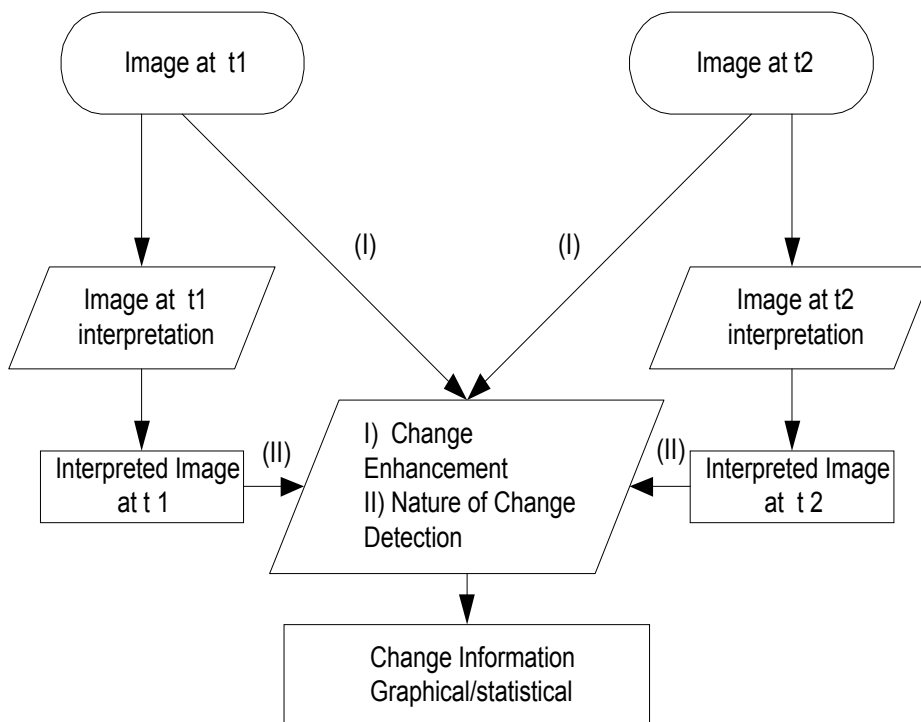 Image at t1
Image at t2
(I)
(I)
Image at t1
interpretation
Image at t2
interpretation
Interpreted Image
at t 1
(II)
I) Change
Enhancement
II) Nature of Change
Detection
(II)
Interpreted Image
at t 2
Change Information
Graphical/statistical